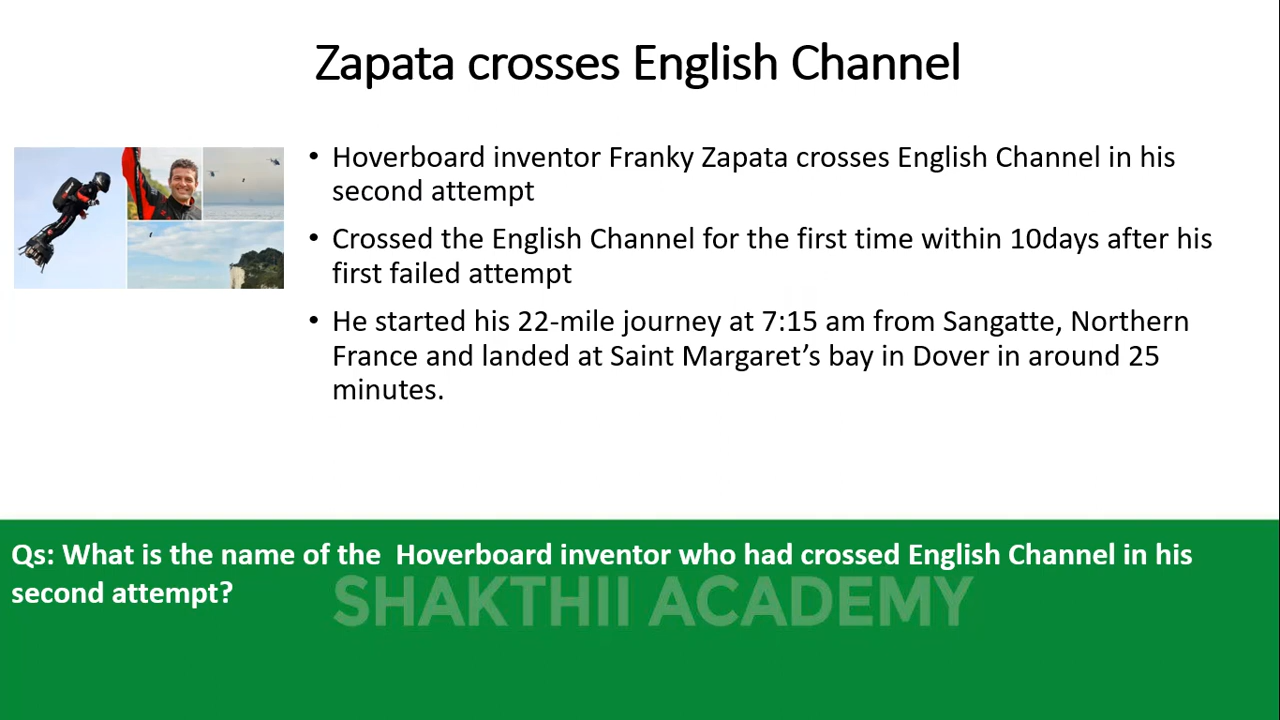 Zapata crosses English Channel
• Hoverboard inventor Franky Zapata crosses English Channel in his
second attempt
• Crossed the English Channel for the first time within 10days after his
first failed attempt
• He started his 22-mile journey at 7:15 am from Sangatte, Northern
France and landed at Saint Margaret’s bay in Dover in around 25
minutes.
Qs: What is the name of the  Hoverboard inventor who had crossed English Channel in his
second attempt?
SHAKTHII ACADEMY